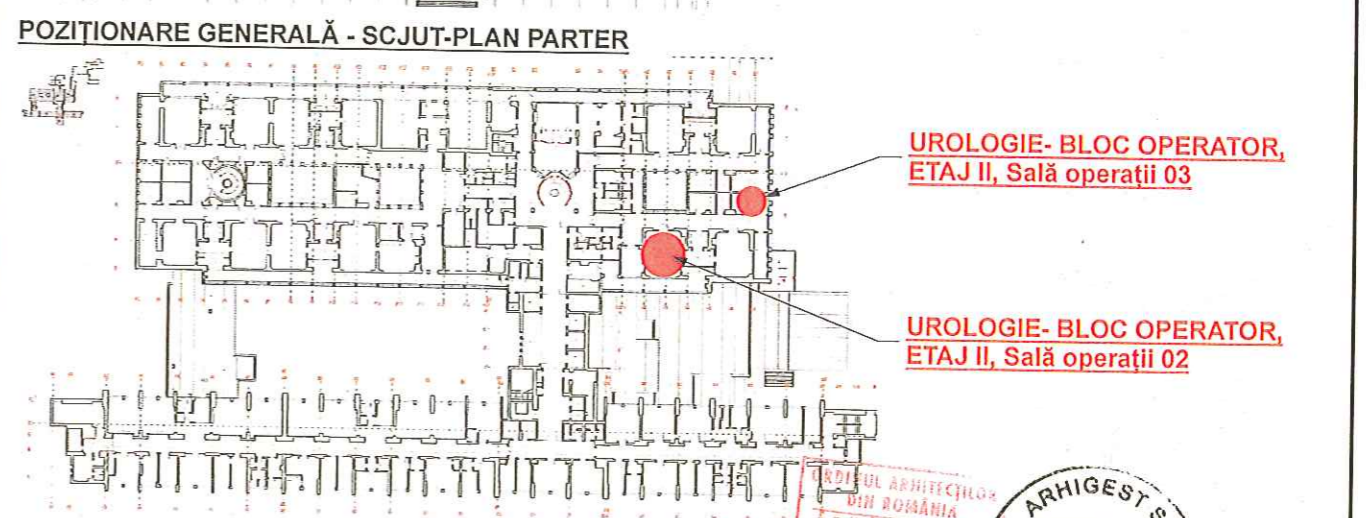 POZIȚIONARE GENERALĂ - SCJUT-PLAN PARTER
UROLOGIE- BLOC OPERATOR,
ETAJ II, Sală operații 03
UROLOGIE- BLOC OPERATOR,
ETAJ II, Sală operații 02
ORDINUL ARHITECȚILOR
DIN ROMÂNIA
ARHIGEST S